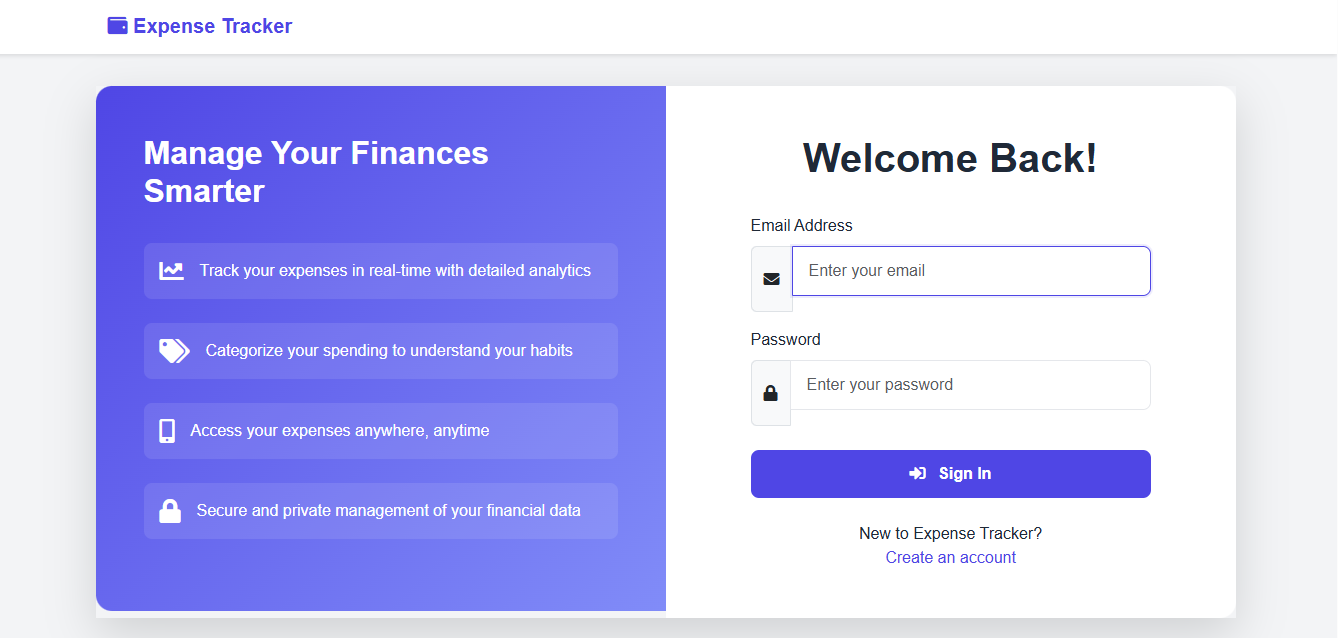 Expense Tracker
Manage Your Finances
Smarter
Track your expenses in real-time with detailed analytics
Categorize your spending to understand your habits
Access your expenses anywhere, anytime
Secure and private management of your financial data
Welcome Back!
Email Address
Enter your email
Password
Enter your password
Sign In
New to Expense Tracker?
Create an account